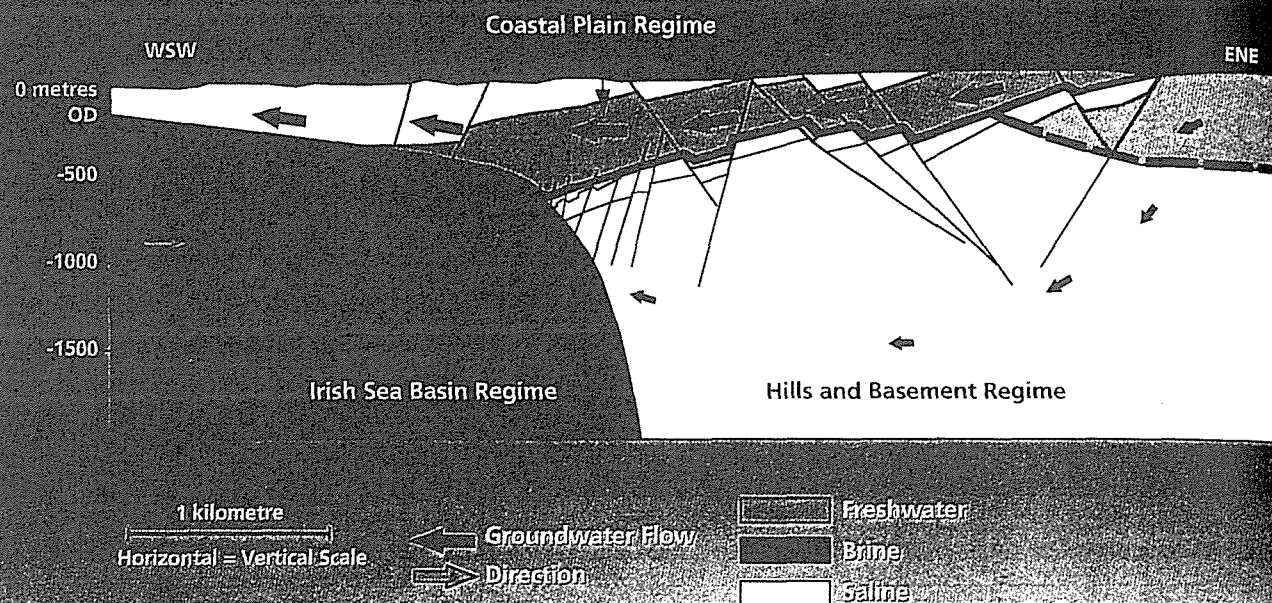 Coastal Plain Regime
WSW
ENE
0 metres
OD
-500
-1000
-1500
Irish Sea Basin Regime
Hills and Basement Regime
1 kilometre
Horizontal = Vertical Scale
Groundwater Flow
Direction
Freshwater
Brine
Saline